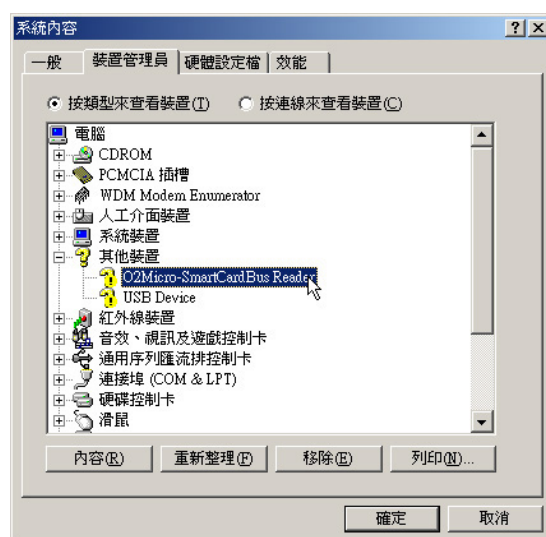 系統內容
一般 裝置管理員 硬體設定檔 效能
按類型來查看裝置(T) 按連線來查看裝置(C)
電腦
CDROM
PCMCIA 插槽
WDM Modem Enumerator
人工介面裝置
系統裝置
其他裝置
O2Micro-SmartCardBus Reader
USB Device
紅外線裝置
音效、視訊及遊戲控制卡
通用序列匯流排控制卡
連接埠 (COM & LPT)
硬碟控制卡
滑鼠
內容(R) 重新整理(F) 移除(E) 列印(N)...
確定 取消